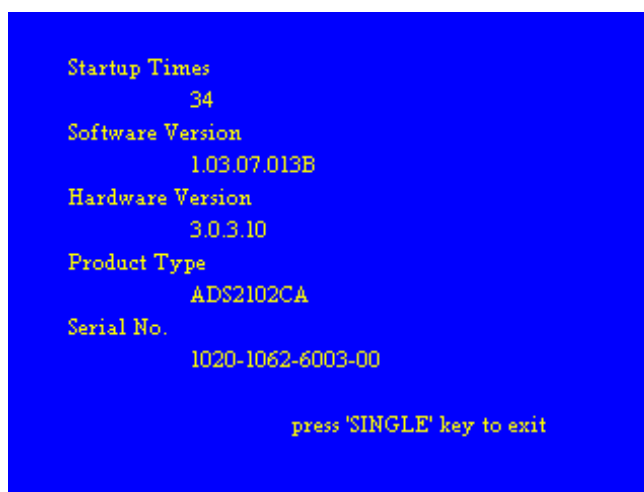 Startup Times
34
Software Version
1.03.07.013B
Hardware Version
3.0.3.10
Product Type
ADS2102CA
Serial No.
1020-1062-6003-00
press 'SINGLE' key to exit